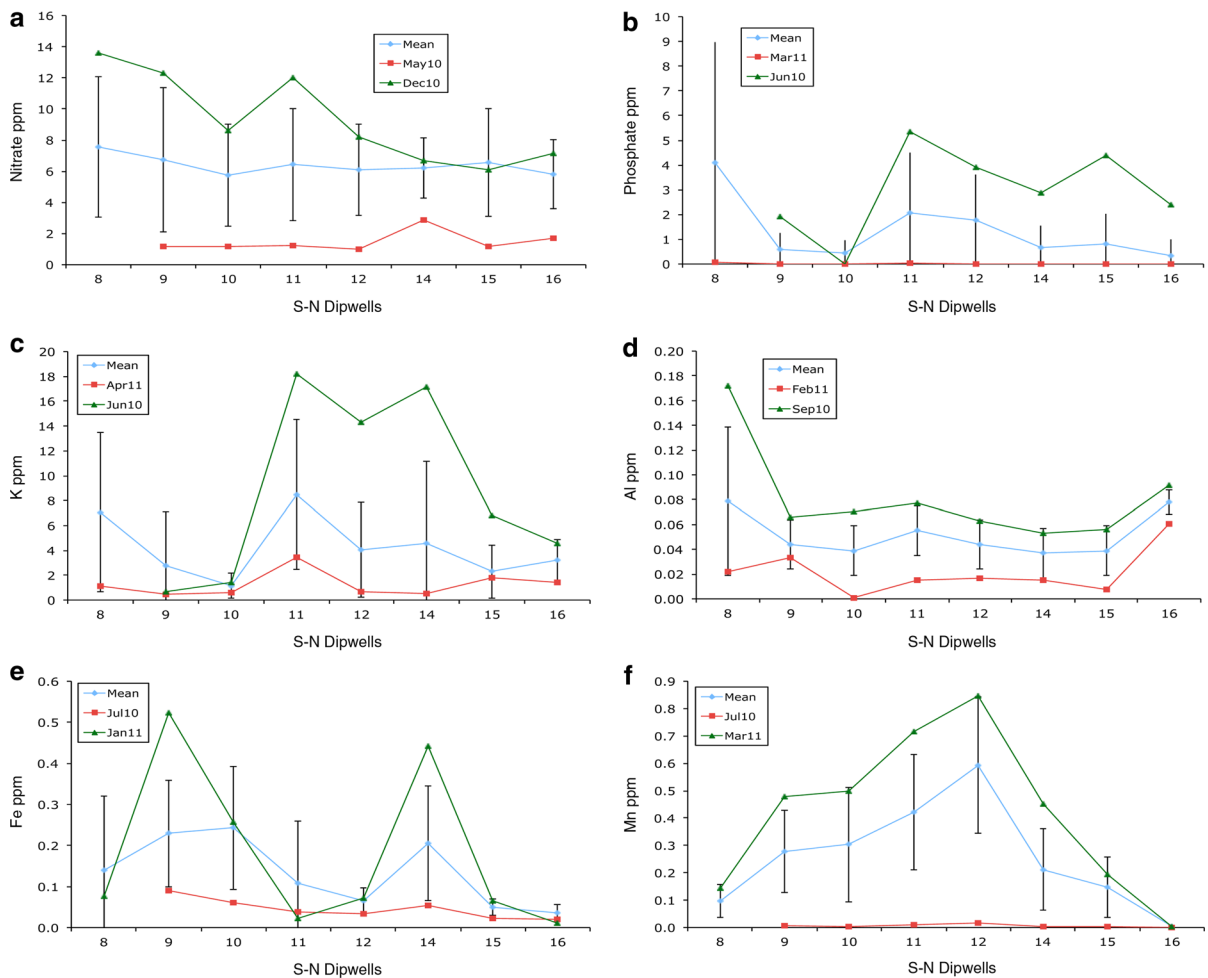 a
Nitrate ppm
16
14
12
10
8
6
4
2
0
Mean
May10
Dec10
8 9 10 11 12 14 15 16
S-N Dipwells
b
Phosphate ppm
10
9
8
7
6
5
4
3
2
1
0
Mean
Mar11
Jun10
8 9 10 11 12 14 15 16
S-N Dipwells
c
K ppm
20
18
16
14
12
10
8
6
4
2
0
Mean
Apr11
Jun10
8 9 10 11 12 14 15 16
S-N Dipwells
d
Al ppm
0.20
0.18
0.16
0.14
0.12
0.10
0.08
0.06
0.04
0.02
0.00
Mean
Feb11
Sep10
8 9 10 11 12 14 15 16
S-N Dipwells
e
Fe ppm
0.6
0.5
0.4
0.3
0.2
0.1
0.0
Mean
Jul10
Jan11
8 9 10 11 12 14 15 16
S-N Dipwells
f
Mn ppm
0.9
0.8
0.7
0.6
0.5
0.4
0.3
0.2
0.1
0.0
Mean
Jul10
Mar11
8 9 10 11 12 14 15 16
S-N Dipwells